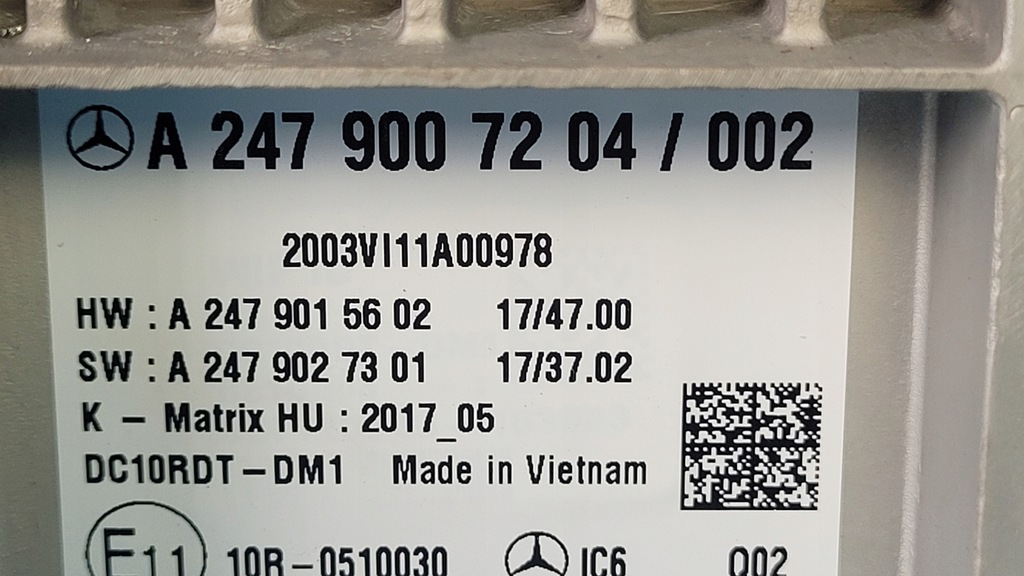 A 247 900 72 04 / 002
2003VI11A00978
HW : A 247 901 56 02 17/47.00
SW : A 247 902 73 01 17/37.02
K – Matrix HU : 2017_05
DC10RDT – DM1 Made in Vietnam
E11 10R – 0510030 IC6 Q02